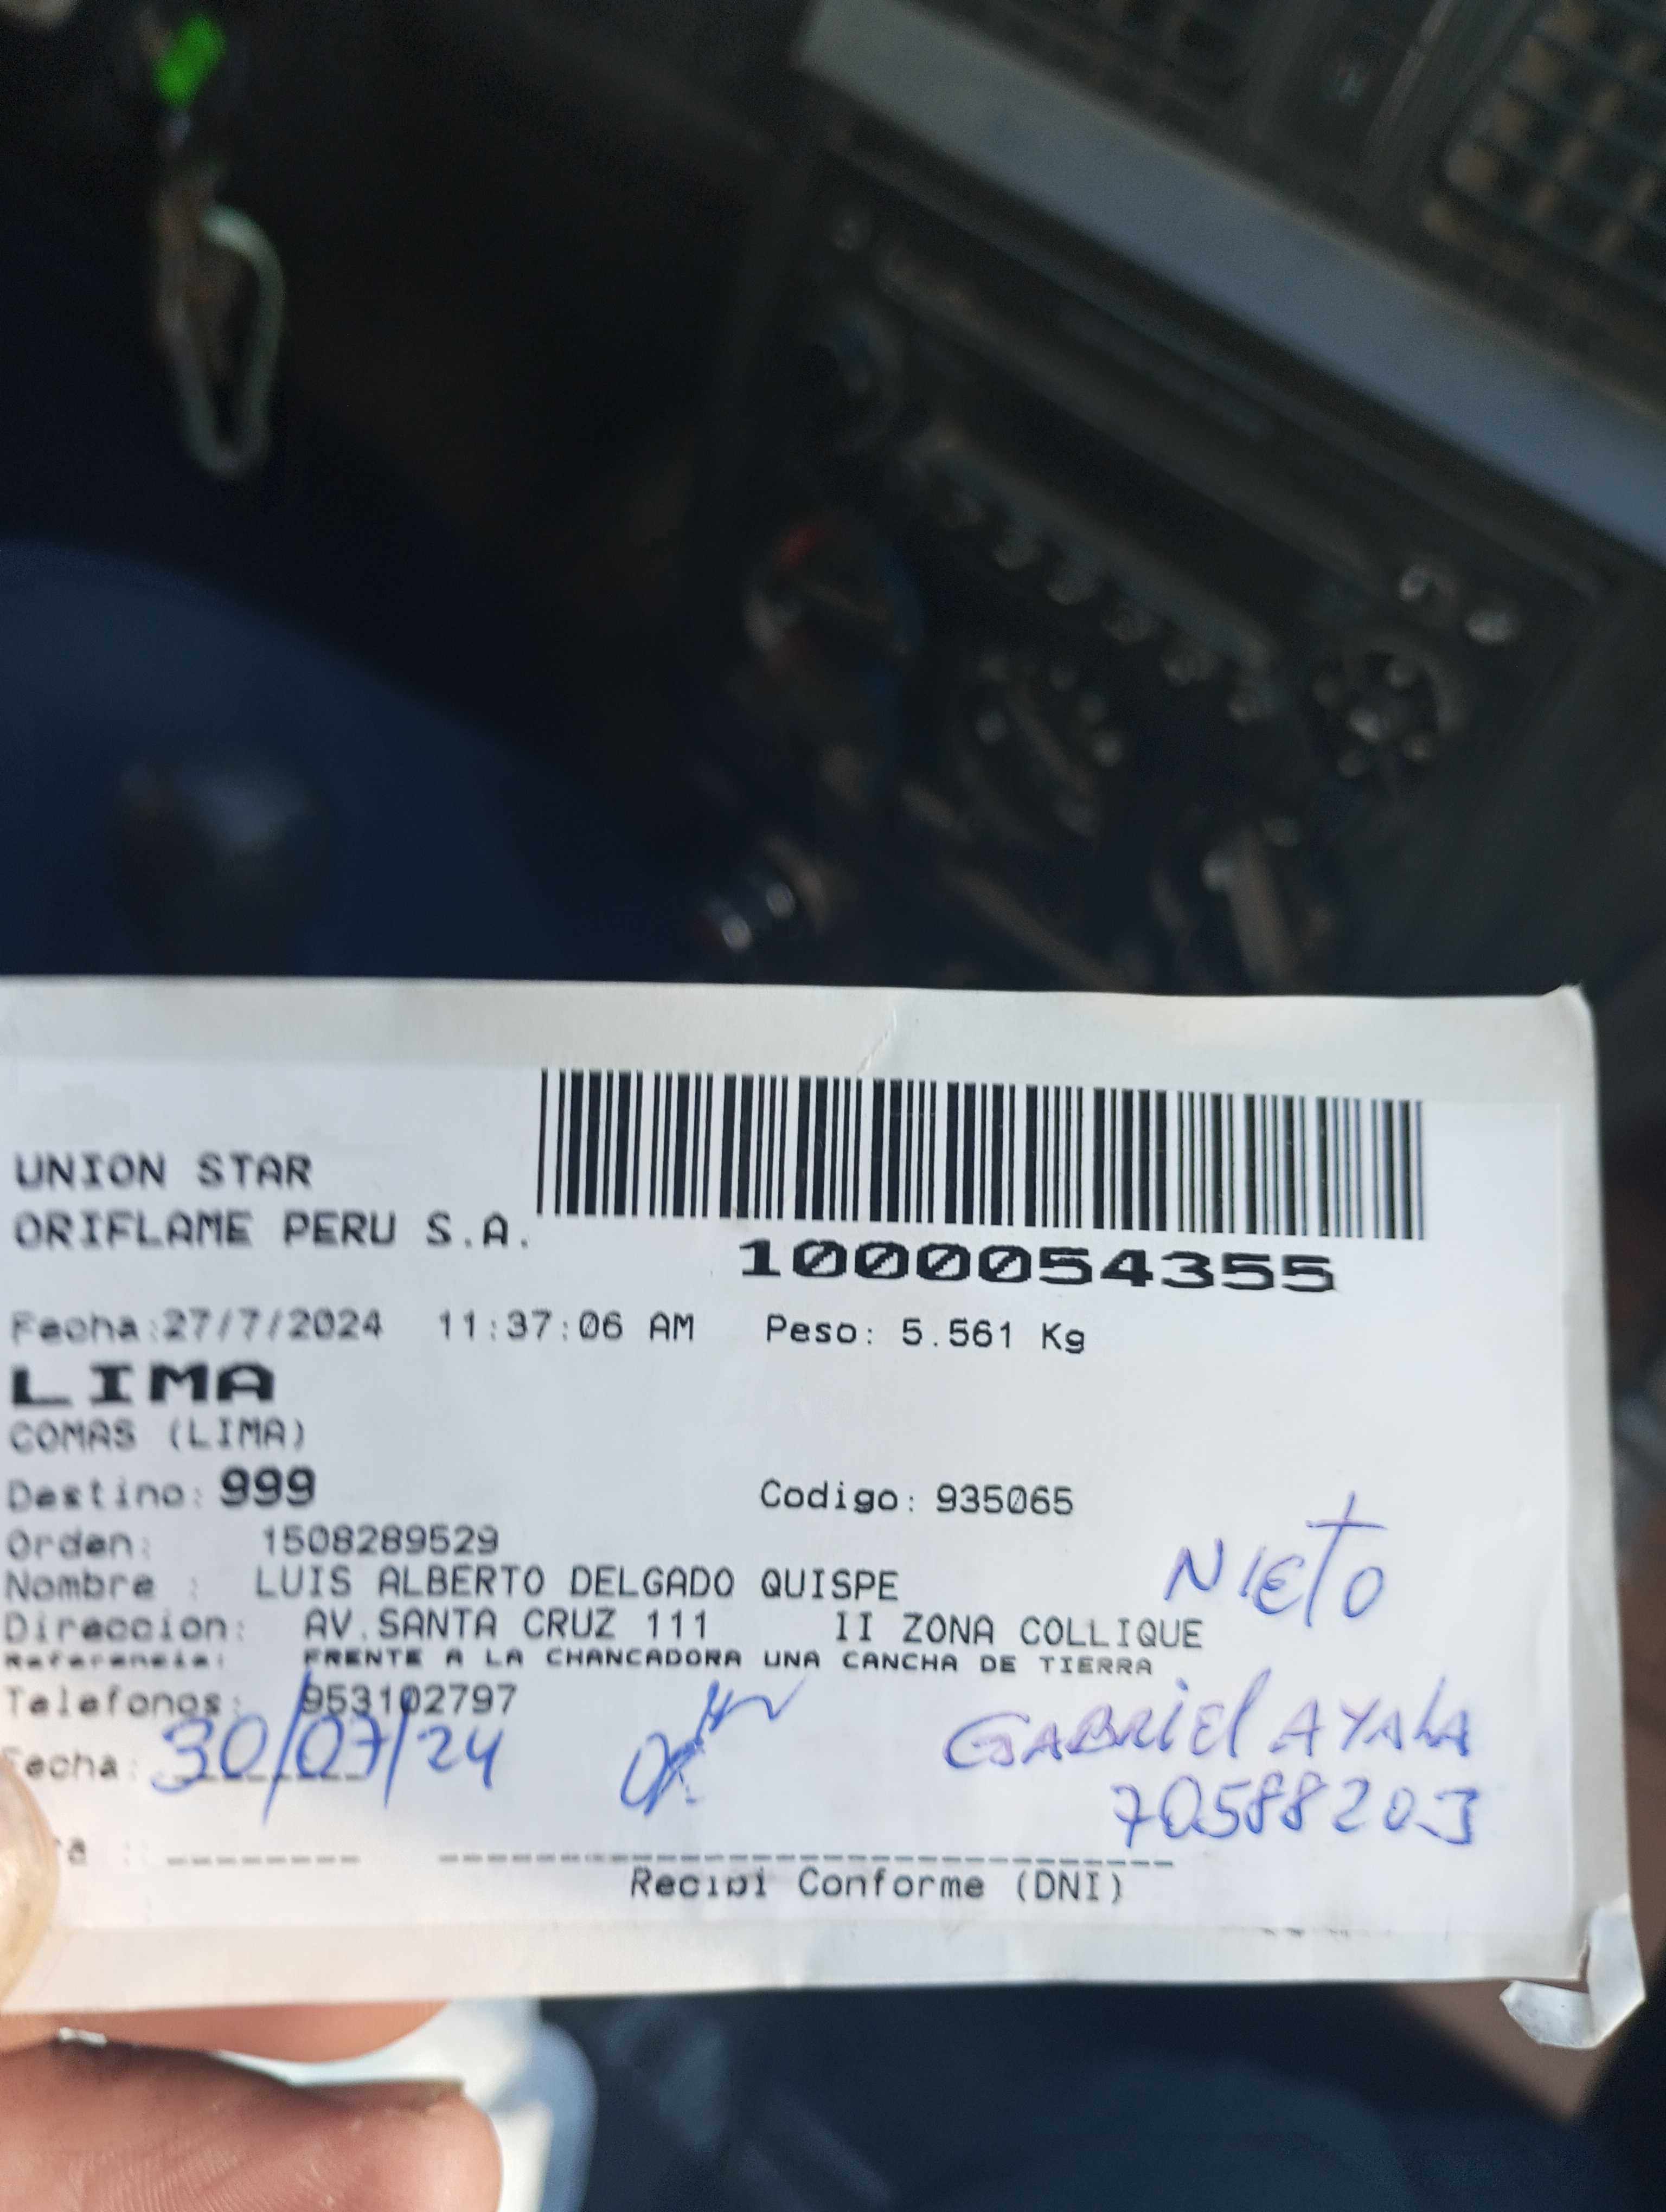 UNION STAR
ORIFLAME PERU S.A.
1000054355
Fecha:27/7/2024 11:37:06 AM Peso: 5.561 Kg
LIMA
COMAS (LIMA)
Destino: 999 Codigo: 935065
Orden: 1508289529
NIETO
Nombre : LUIS ALBERTO DELGADO QUISPE
Direccion: AV.SANTA CRUZ 111 II ZONA COLLIQUE
Referencia: FRENTE A LA CHANCADORA UNA CANCHA DE TIERRA
Telefonos: 953102797
GABRIEL AYALA
echa: 30/07/24
70588203
ra :
Recibi Conforme (DNI)